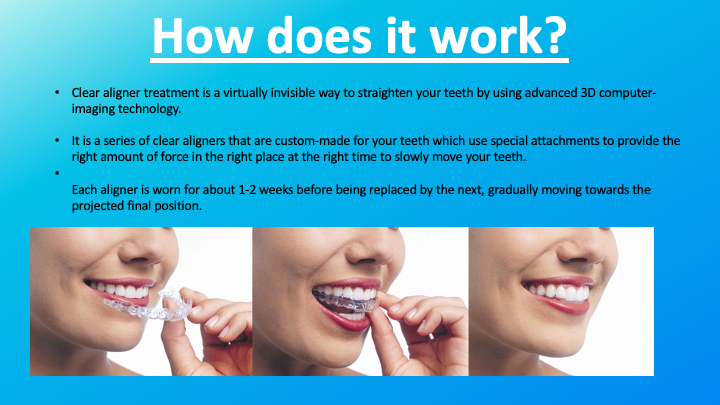 How does it work?
• Clear aligner treatment is a virtually invisible way to straighten your teeth by using advanced 3D computer-
imaging technology.
• It is a series of clear aligners that are custom-made for your teeth which use special attachments to provide the
right amount of force in the right place at the right time to slowly move your teeth.
•
Each aligner is worn for about 1-2 weeks before being replaced by the next, gradually moving towards the
projected final position.